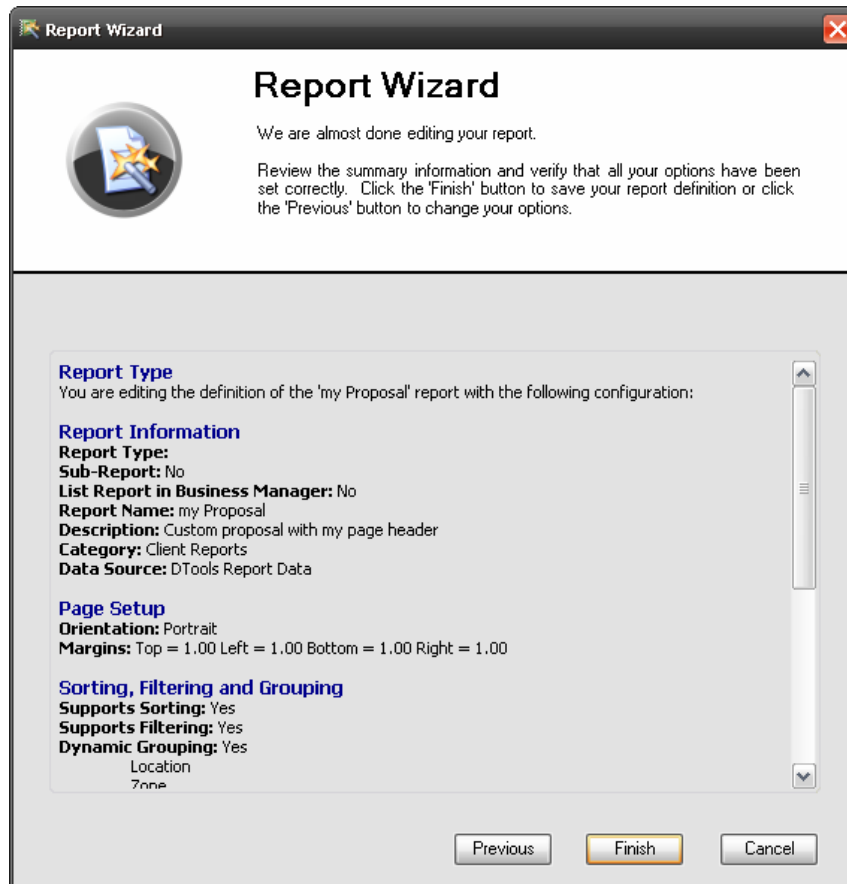 Report Wizard
Report Wizard
We are almost done editing your report.
Review the summary information and verify that all your options have been
set correctly. Click the 'Finish' button to save your report definition or click
the 'Previous' button to change your options.
Report Type
You are editing the definition of the 'my Proposal' report with the following configuration:
Report Information
Report Type:
Sub-Report: No
List Report in Business Manager: No
Report Name: my Proposal
Description: Custom proposal with my page header
Category: Client Reports
Data Source: DTools Report Data
Page Setup
Orientation: Portrait
Margins: Top = 1.00 Left = 1.00 Bottom = 1.00 Right = 1.00
Sorting, Filtering and Grouping
Supports Sorting: Yes
Supports Filtering: Yes
Dynamic Grouping: Yes
Location
Zone
Previous
Finish
Cancel